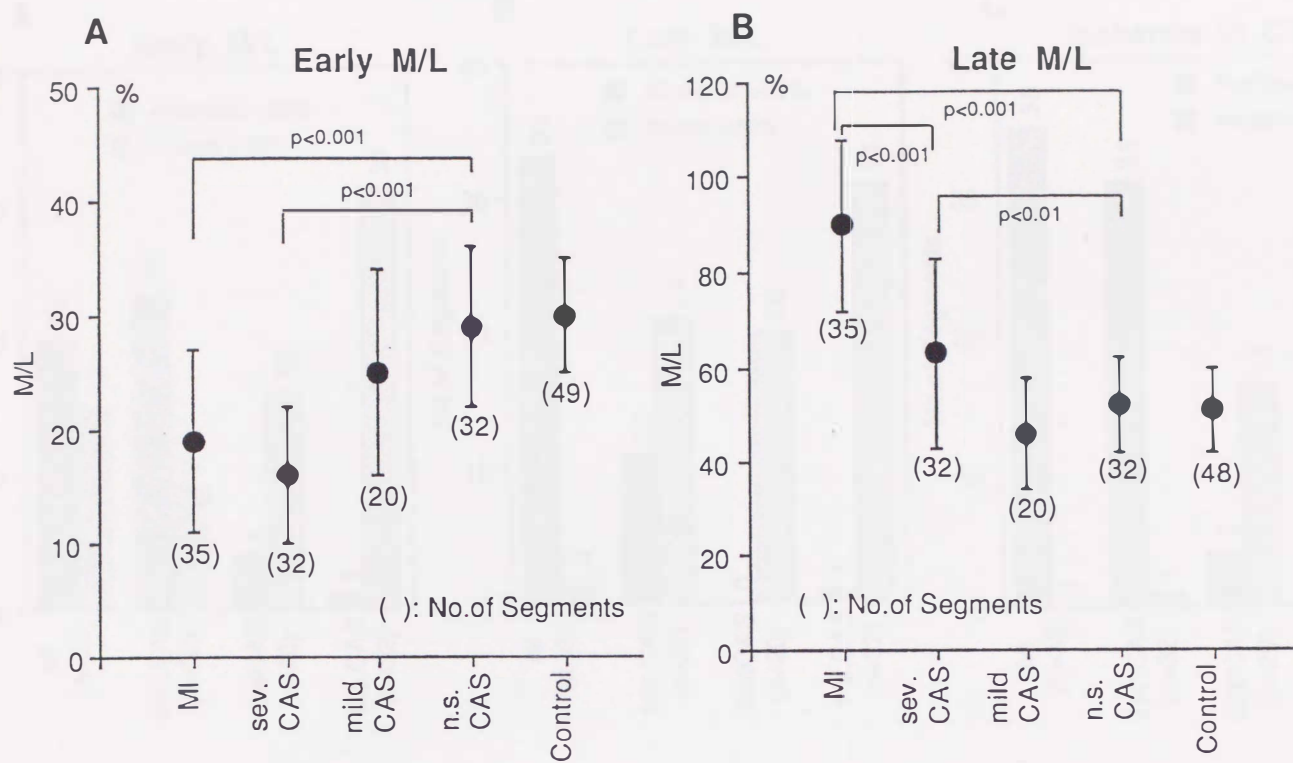 A
Early M/L
%
50
40
30
20
10
0
M/L
p<0.001
p<0.001
(35)
(32)
(20)
(32)
(49)
( ): No.of Segments
MI
sev.
CAS
mild
CAS
n.s.
CAS
Control
B
Late M/L
%
120
100
80
60
40
20
0
M/L
p<0.001
p<0.001
p<0.01
(35)
(32)
(20)
(32)
(48)
( ): No.of Segments
MI
sev.
CAS
mild
CAS
n.s.
CAS
Control